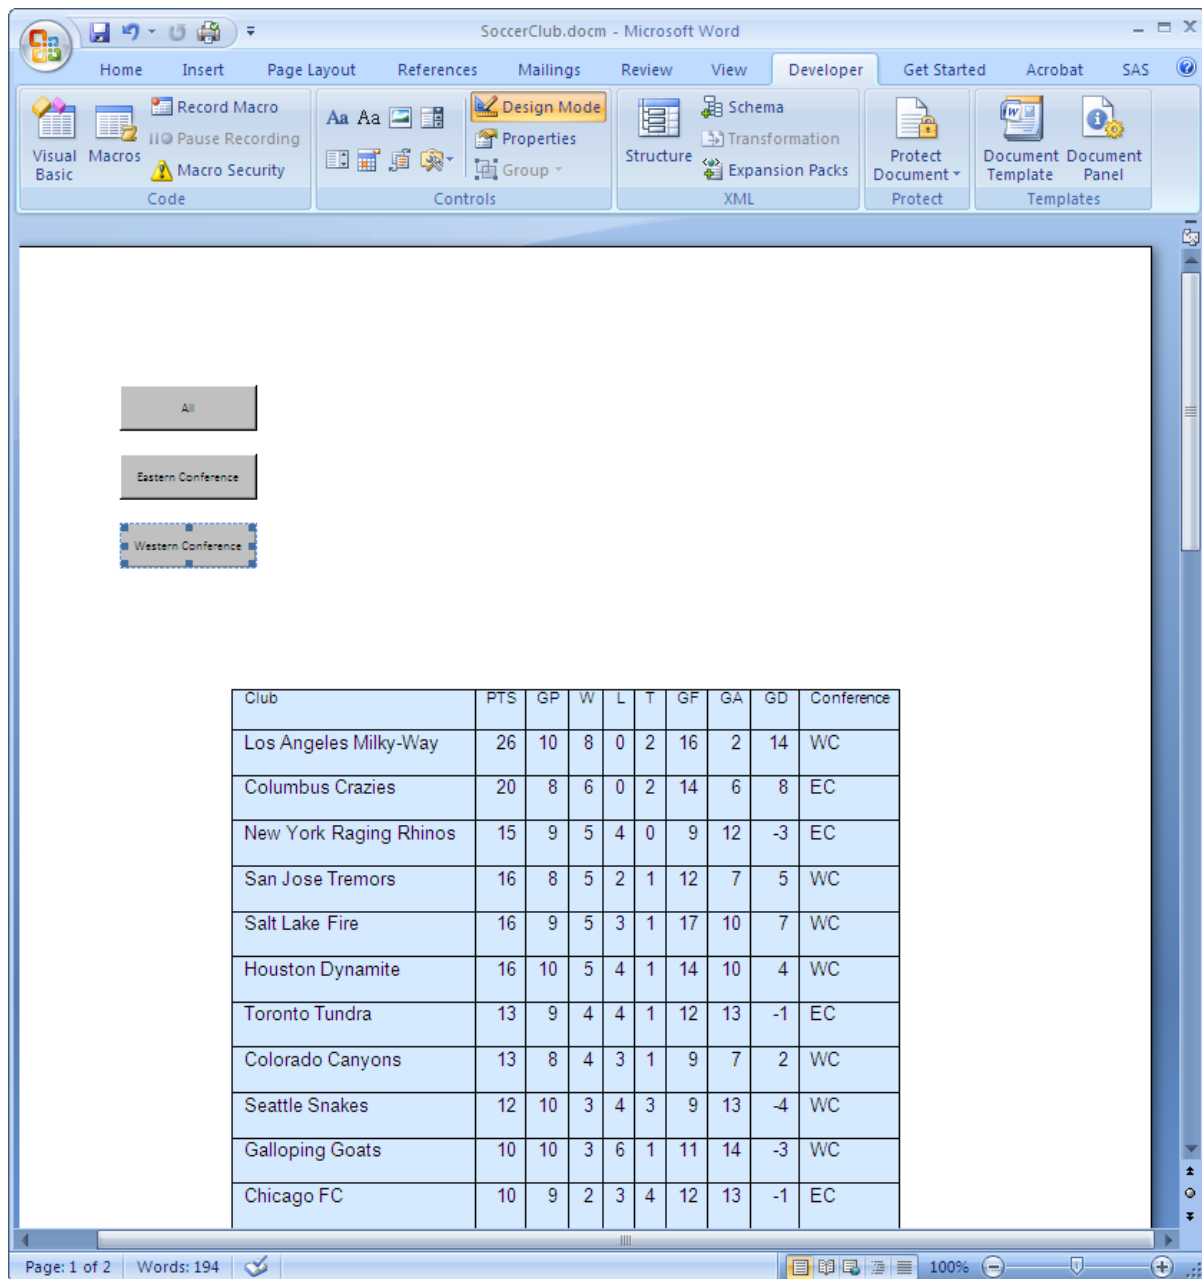 SoccerClub.docm - Microsoft Word
Home Insert Page Layout References Mailings Review View Developer Get Started Acrobat SAS
Visual Basic
Macros
Record Macro
Pause Recording
Macro Security
Code
Aa Aa
Design Mode
Properties
Group
Controls
Structure
Schema
Transformation
Expansion Packs
XML
Protect Document
Protect
Document Template
Document Panel
Templates
All
Eastern Conference
Western Conference
Club PTS GP W L T GF GA GD Conference
Los Angeles Milky-Way 26 10 8 0 2 16 2 14 WC
Columbus Crazies 20 8 6 0 2 14 6 8 EC
New York Raging Rhinos 15 9 5 4 0 9 12 -3 EC
San Jose Tremors 16 8 5 2 1 12 7 5 WC
Salt Lake Fire 16 9 5 3 1 17 10 7 WC
Houston Dynamite 16 10 5 4 1 14 10 4 WC
Toronto Tundra 13 9 4 4 1 12 13 -1 EC
Colorado Canyons 13 8 4 3 1 9 7 2 WC
Seattle Snakes 12 10 3 4 3 9 13 -4 WC
Galloping Goats 10 10 3 6 1 11 14 -3 WC
Chicago FC 10 9 2 3 4 12 13 -1 EC
Page: 1 of 2 Words: 194 100%